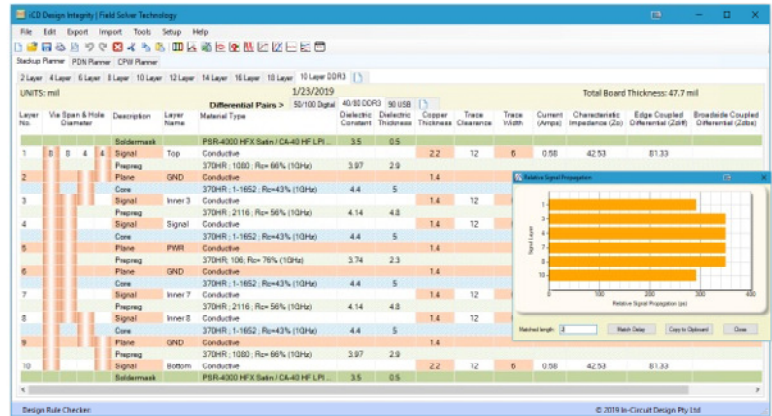 iCD Design Integrity | Field Solver Technology
File Edit Export Import Tools Setup Help
Stackup Planner PDN Planner CPW Planner
2 Layer 4 Layer 6 Layer 8 Layer 10 Layer 12 Layer 14 Layer 16 Layer 18 Layer 10 Layer DDR3
UNITS: mil 1/23/2019 Total Board Thickness: 47.7 mil
Differential Pairs > 50/100 Digital 40/80 DDR3 90 USB
Layer No. Via Span & Hole Diameter Description Layer Name Material Type Dielectric Constant Dielectric Thickness Copper Thickness Trace Clearance Trace Width Current (Amps) Characteristic Impedance (Zo) Edge Coupled Differential (Zdiff) Broadside Coupled Differential (Zdbs)
Soldermask PSR-4000 HFX Satin / CA-40 HF LPI ... 3.5 0.5
1 8 8 4 4 Signal Top Conductive 2.2 12 6 0.58 42.53 81.33
Prepreg 370HR ; 1080 ; Rc= 66% (1GHz) 3.97 2.9
2 Plane GND Conductive 1.4
Core 370HR ; 1-1652 ; Rc=43% (1GHz) 4.4 5
3 Signal Inner 3 Conductive 1.4 12
Prepreg 370HR ; 2116 ; Rc= 56% (1GHz) 4.14 4.8
4 Signal Signal Conductive 1.4 12
Core 370HR ; 1-1652 ; Rc=43% (1GHz) 4.4 5
5 Plane PWR Conductive 1.4
Prepreg 370HR; 106; Rc= 76% (1GHz) 3.74 2.3
6 Plane GND Conductive 1.4
Core 370HR ; 1-1652 ; Rc=43% (1GHz) 4.4 5
7 Signal Inner 7 Conductive 1.4 12
Prepreg 370HR ; 2116 ; Rc= 56% (1GHz) 4.14 4.8
8 Signal Inner 8 Conductive 1.4 12
Core 370HR ; 1-1652 ; Rc=43% (1GHz) 4.4 5
9 Plane GND Conductive 1.4
Prepreg 370HR ; 1080 ; Rc= 66% (1GHz) 3.97 2.9
10 Signal Bottom Conductive 2.2 12 6 0.58 42.53 81.33
Soldermask PSR-4000 HFX Satin / CA-40 HF LPI ... 3.5 0.5
Relative Signal Propagation
Signal Layer
1
3
4
7
8
10
0 100 200 300 400
Relative Signal Propagation (ps)
Matched length: 2 Match Delay Copy to Clipboard Close
Design Rule Checker: © 2019 In-Circuit Design Pty Ltd